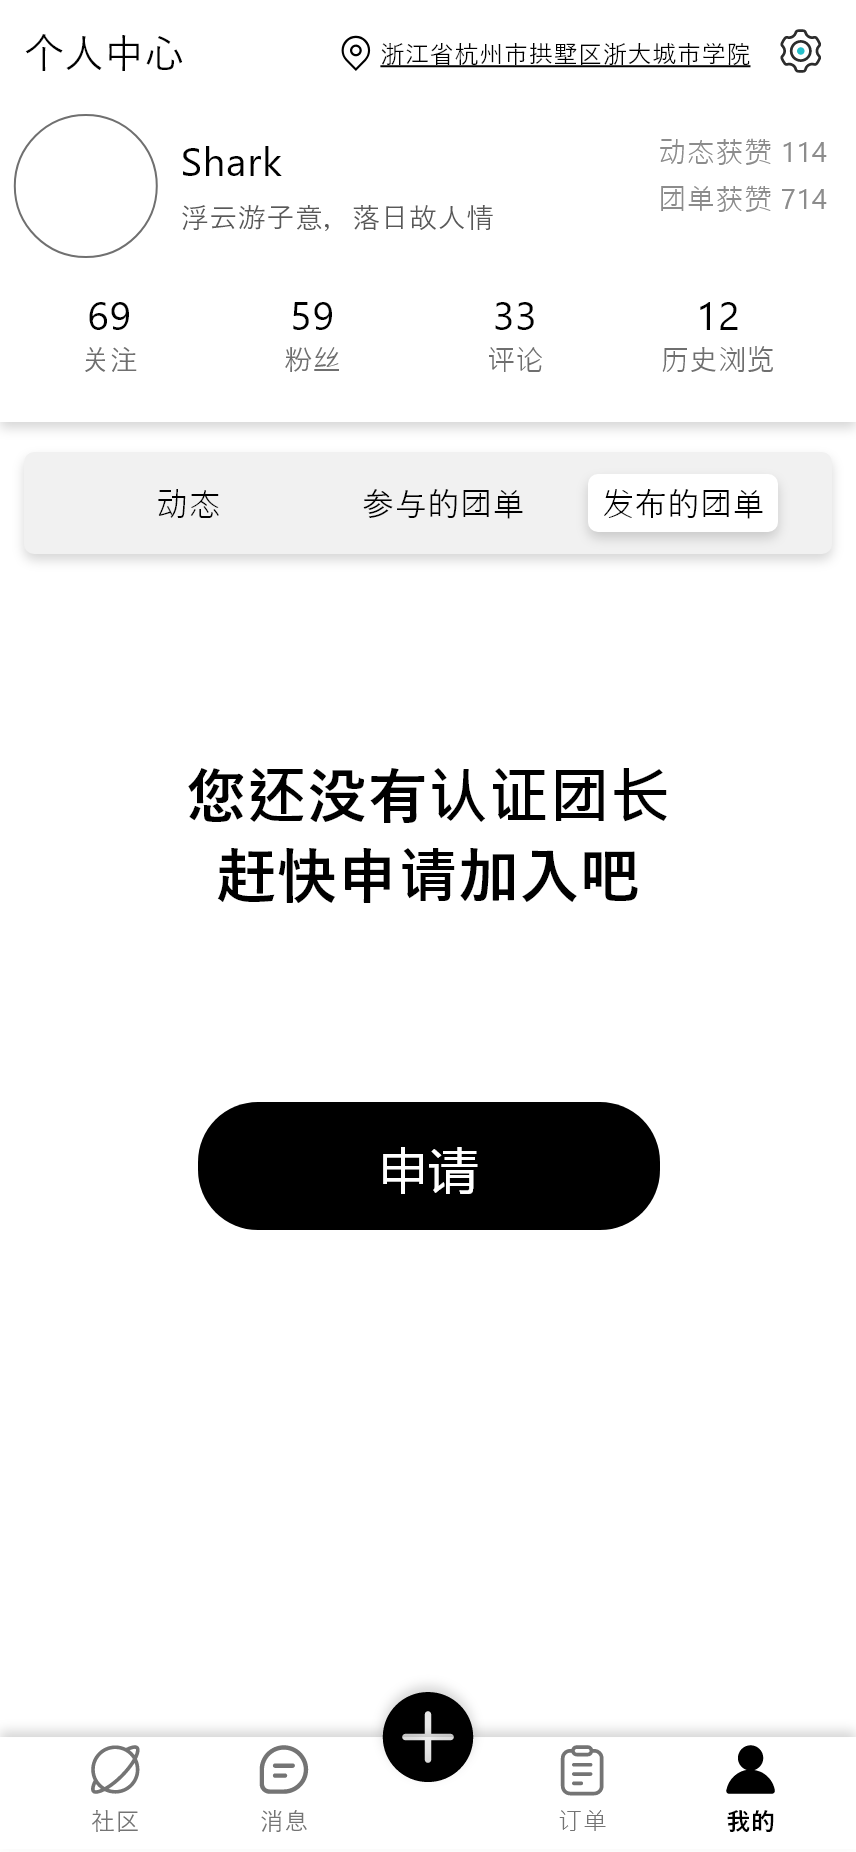 个人中心
浙江省杭州市拱墅区浙大城市学院
Shark
浮云游子意，落日故人情
动态获赞 114
团单获赞 714
69
关注
59
粉丝
33
评论
12
历史浏览
动态
参与的团单
发布的团单
您还没有认证团长
赶快申请加入吧
申请
社区
消息
订单
我的